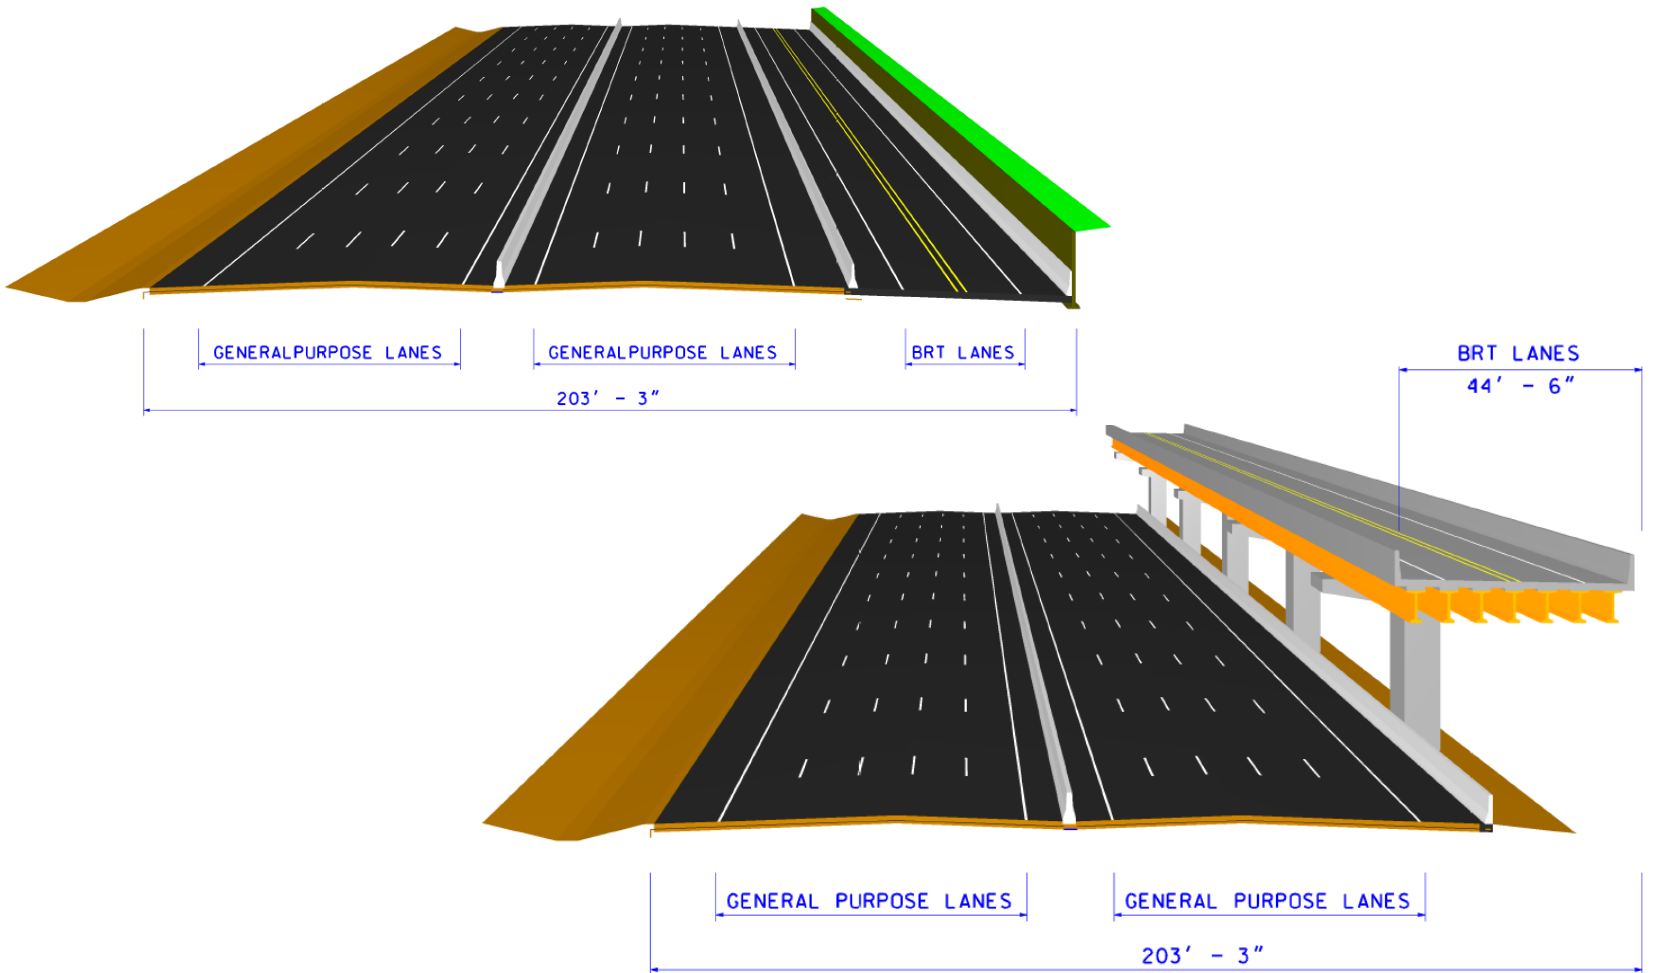 GENERALPURPOSE LANES
GENERALPURPOSE LANES
BRT LANES
203' - 3"
BRT LANES
44' - 6"
GENERAL PURPOSE LANES
GENERAL PURPOSE LANES
203' - 3"